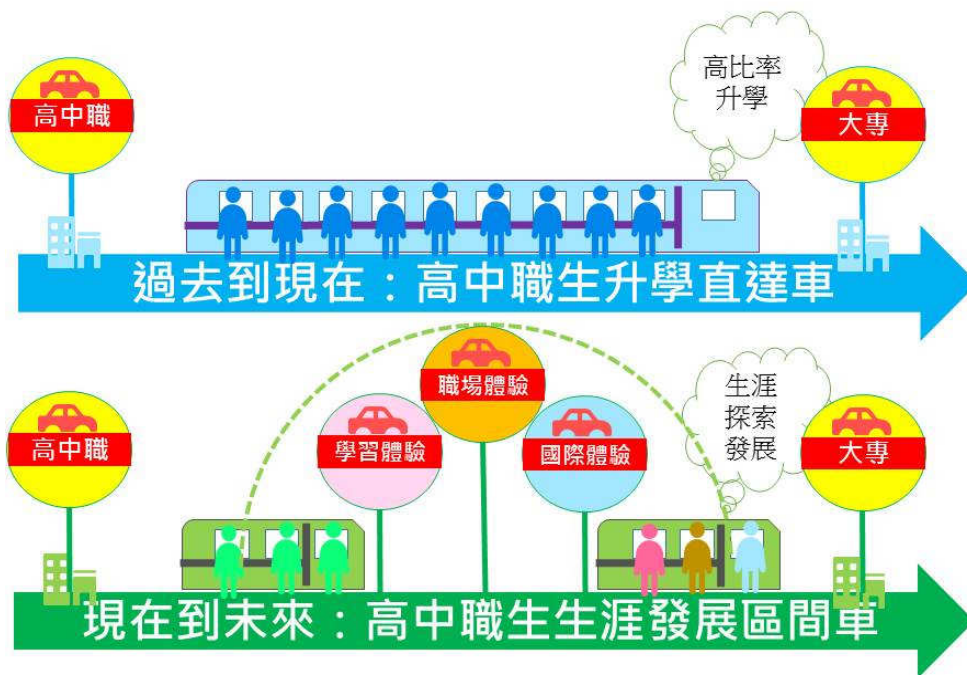 高中職
高比率
升學
大專
過去到現在：高中職生升學直達車
高中職
學習體驗
職場體驗
國際體驗
生涯
探索
發展
大專
現在到未來：高中職生生涯發展區間車